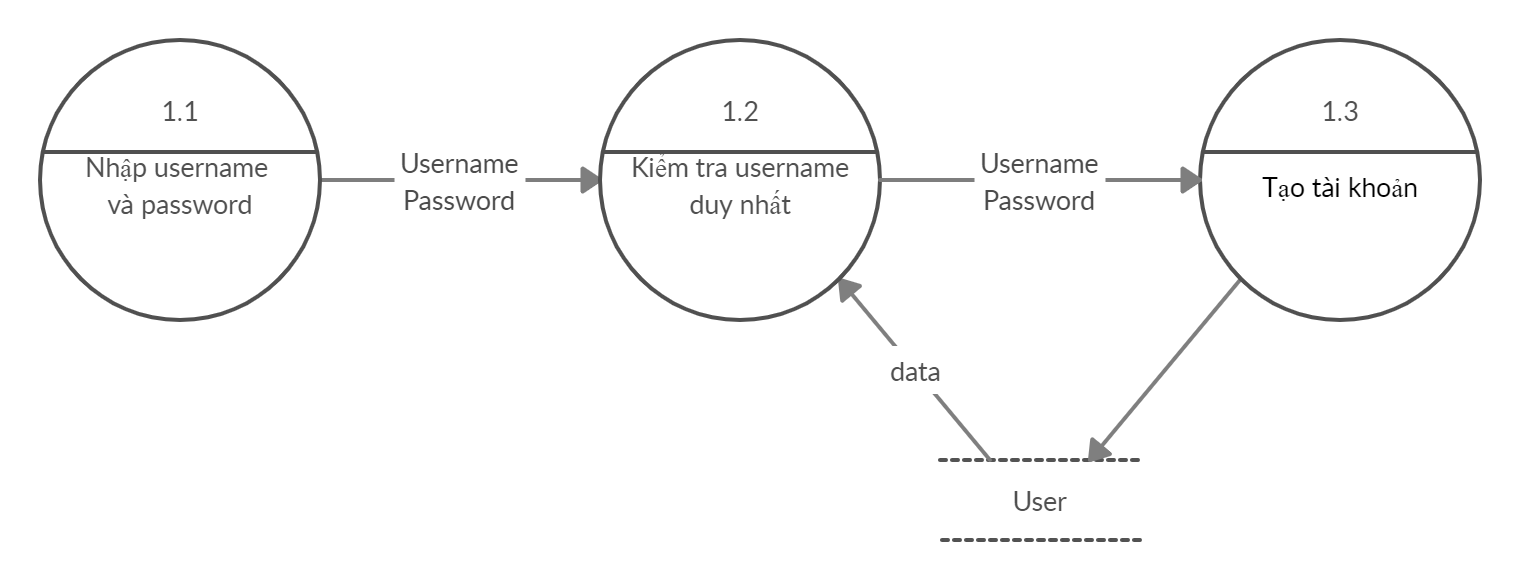 1.1
Nhập username
và password
Username
Password
1.2
Kiểm tra username
duy nhất
Username
Password
1.3
Tạo tài khoản
data
User